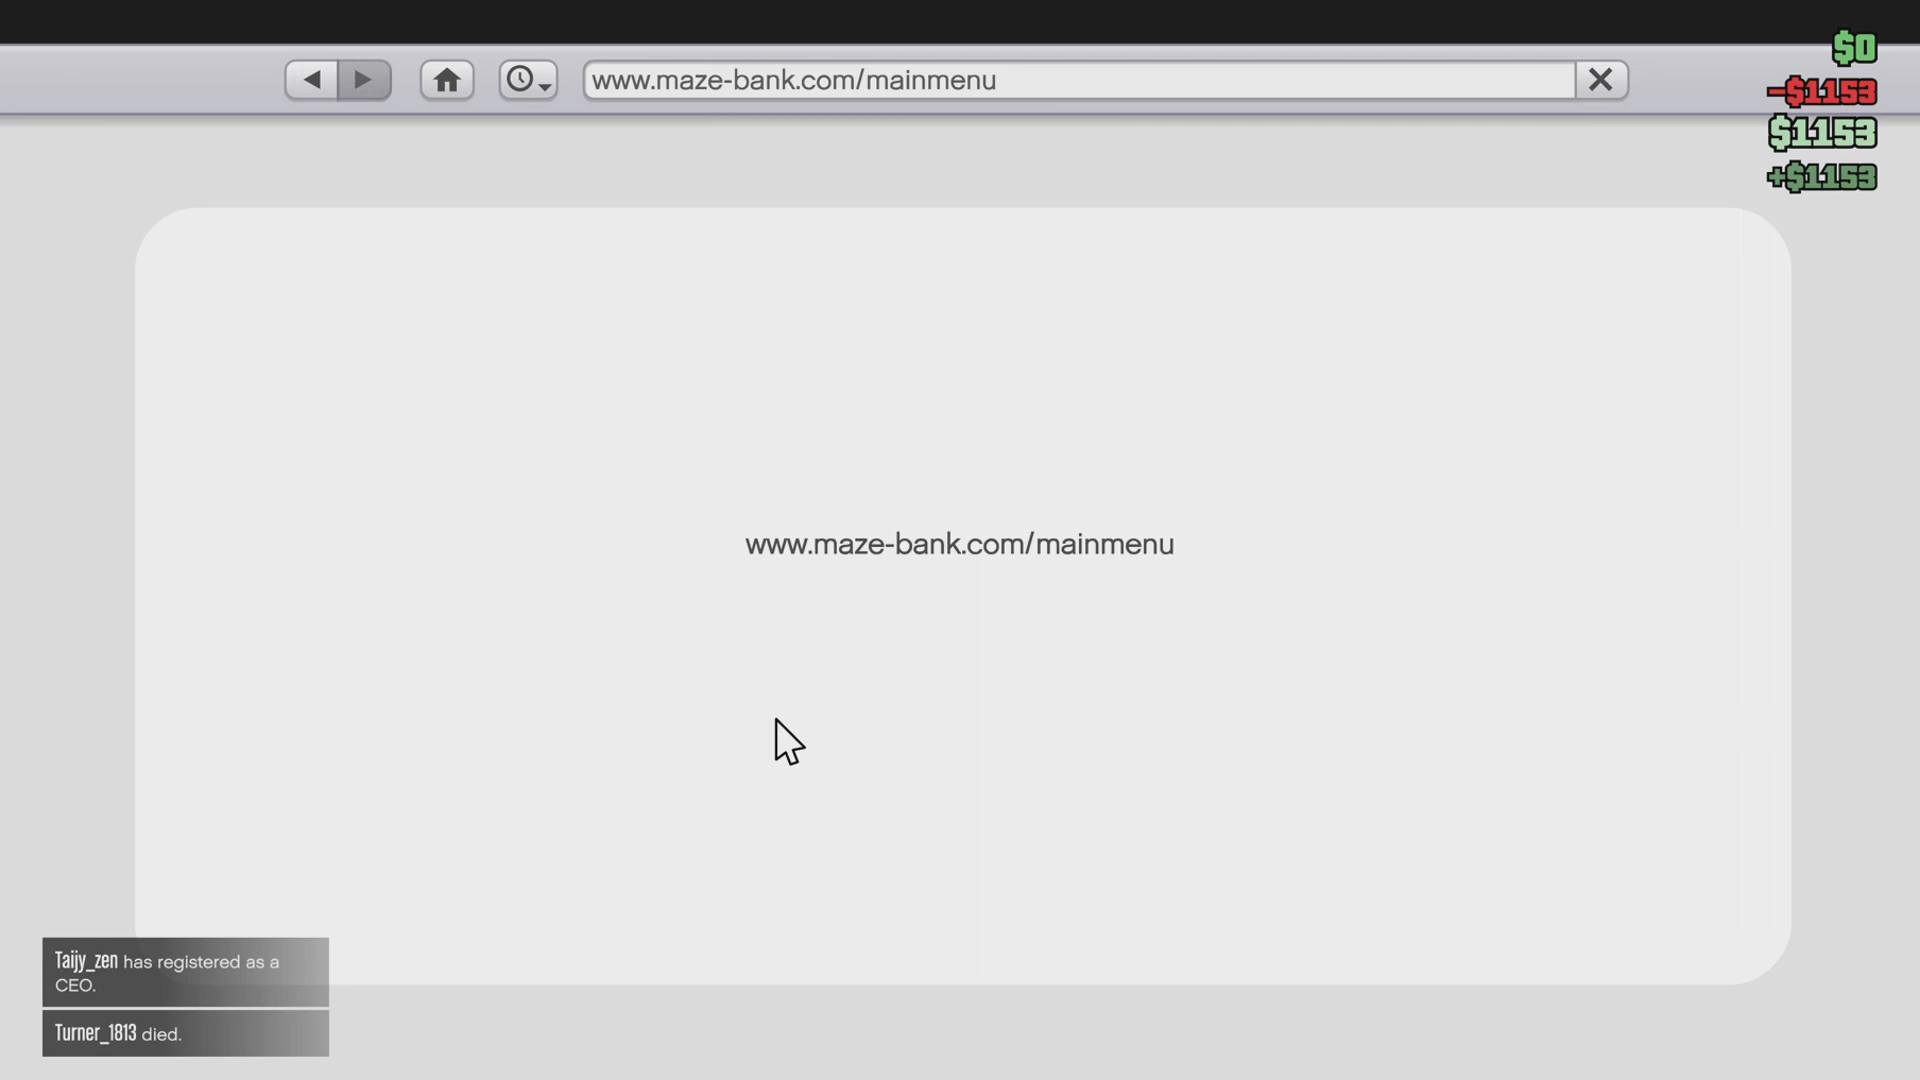 www.maze-bank.com/mainmenu
$0
-$1153
$1153
+$1153
www.maze-bank.com/mainmenu
Taijy_zen has registered as a
CEO.
Turner_1813 died.